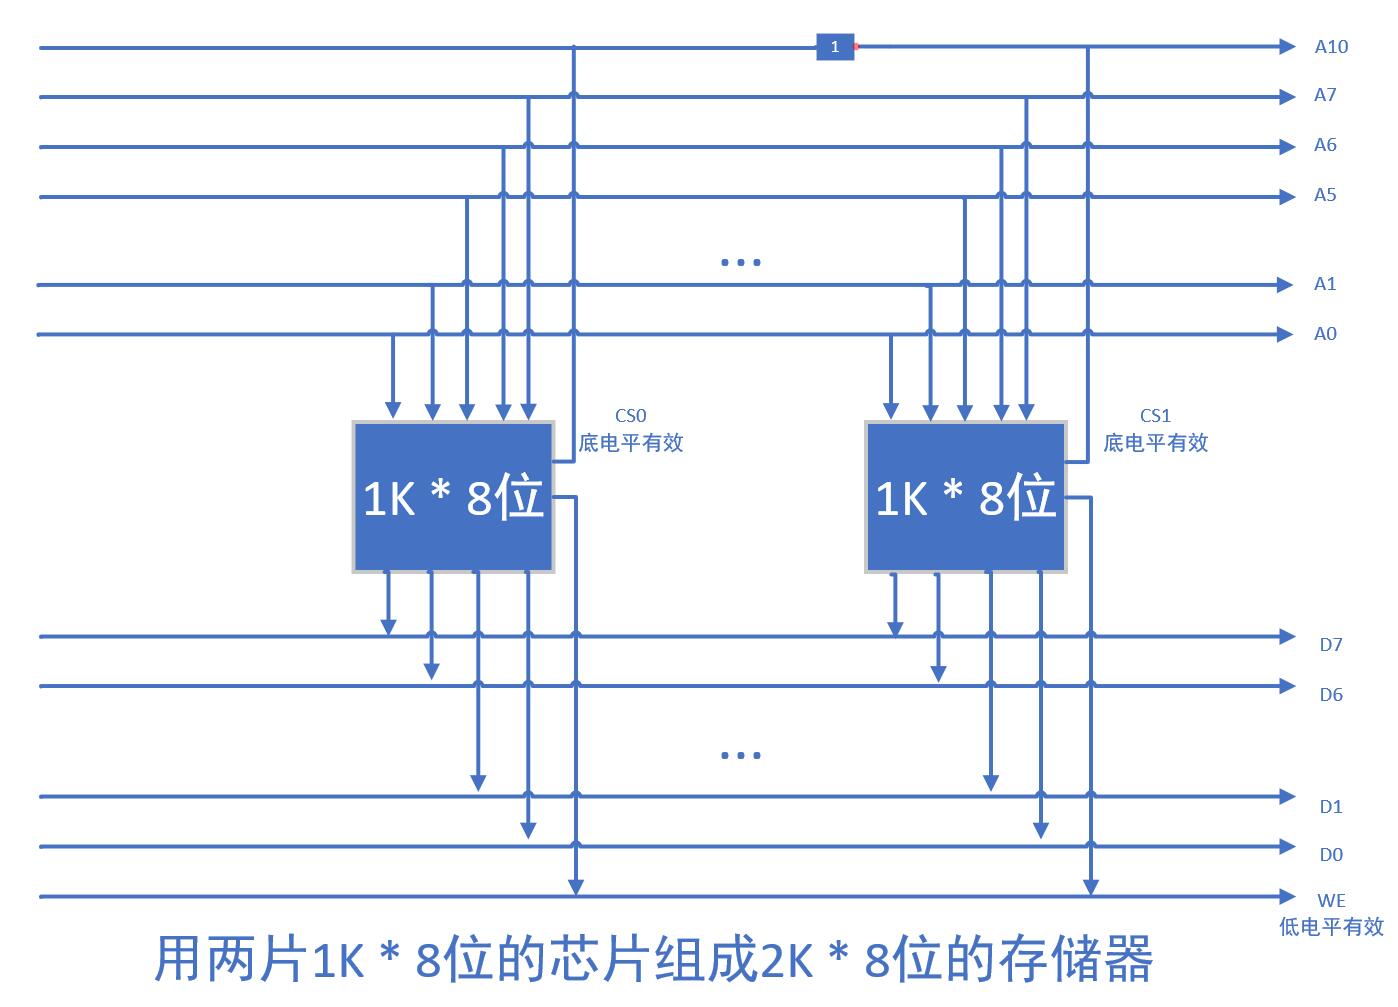 1
A10
A7
A6
A5
...
A1
A0
CS0
底电平有效
CS1
底电平有效
1K * 8位
1K * 8位
D7
D6
...
D1
D0
WE
低电平有效
用两片1K * 8位的芯片组成2K * 8位的存储器